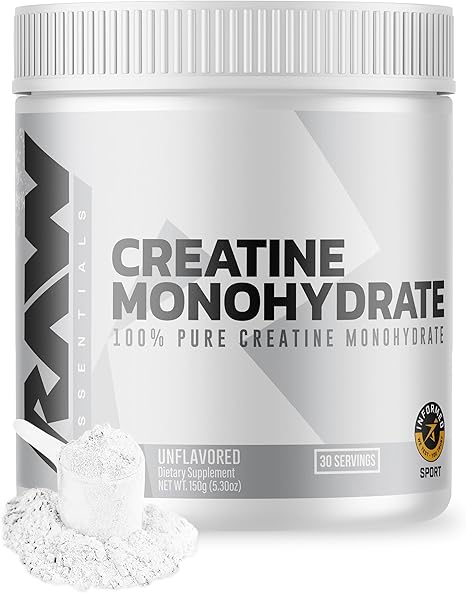 RAW
ESSENTIALS
CREATINE
MONOHYDRATE
100% PURE CREATINE MONOHYDRATE
UNFLAVORED
Dietary Supplement
NET WT. 150g (5.30oz)
30 SERVINGS
INFORMED
SPORT